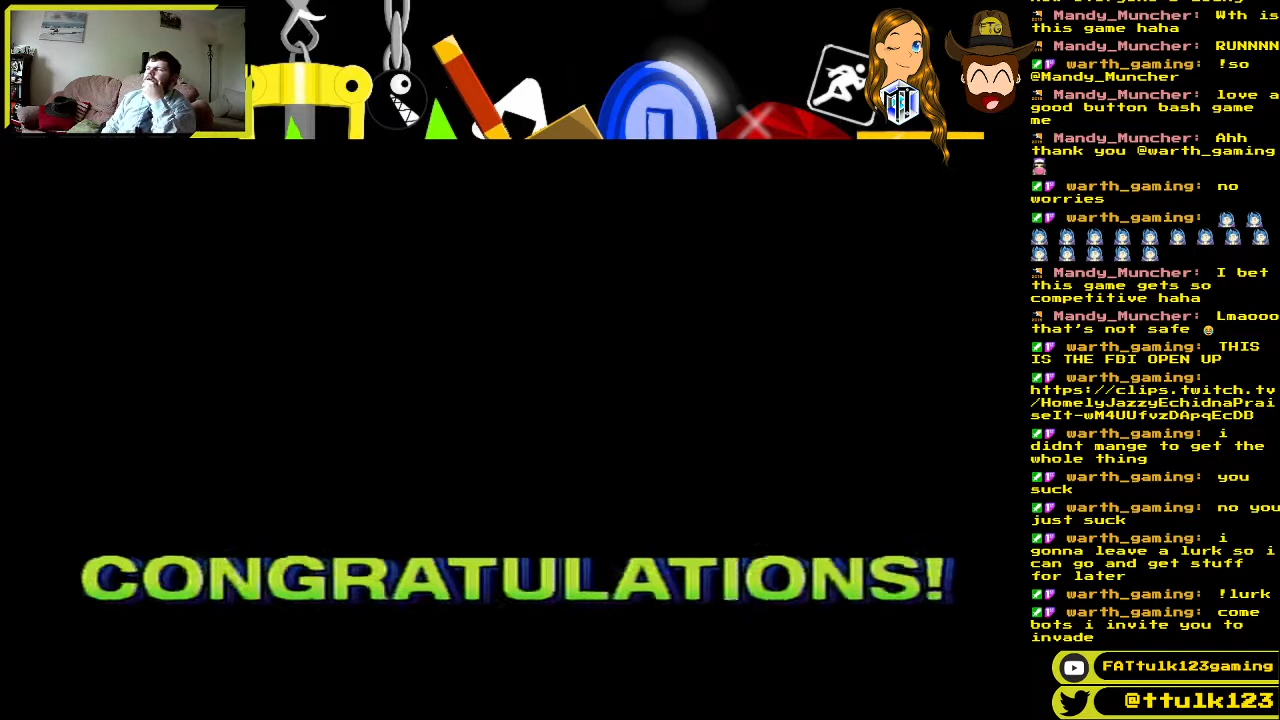 Mandy_Muncher: Wth is
this game haha
Mandy_Muncher: RUNNNN
warth_gaming: !so
@Mandy_Muncher
Mandy_Muncher: love a
good button bash game
me
Mandy_Muncher: Ahh
thank you @warth_gaming
warth_gaming: no
worries
warth_gaming:
Mandy_Muncher: I bet
this game gets so
competitive haha
Mandy_Muncher: Lmaooo
that's not safe
warth_gaming: THIS
IS THE FBI OPEN UP
warth_gaming:
https://clips.twitch.tv
/HomelyJazzyEchidnaPrai
seIt-wM4UUfvzDApqEcDB
warth_gaming: i
didnt mange to get the
whole thing
warth_gaming: you
suck
warth_gaming: no you
just suck
warth_gaming: i
gonna leave a lurk so i
can go and get stuff
for later
warth_gaming: !lurk
warth_gaming: come
bots i invite you to
invade
CONGRATULATIONS!
FATtulk123gaming
@ttulk123